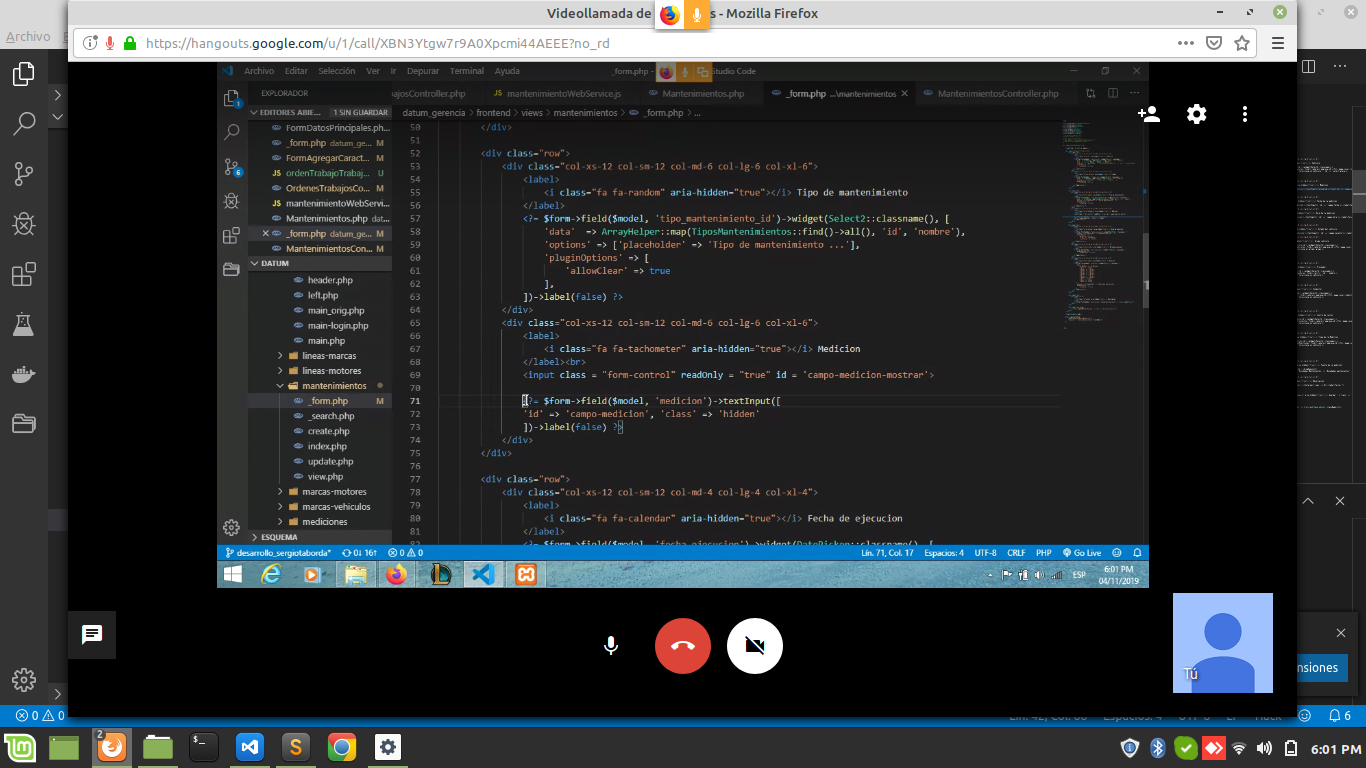 Videollamada de
s - Mozilla Firefox
Archivo
https://hangouts.google.com/u/1/call/XBN3Ytgw7r9A0Xpcmi44AEEE?no_rd
Archivo Editar Selección Ver Ir Depurar Terminal Ayuda
_form.php -
Studio Code
EXPLORADOR
bajosController.php
mantenimientoWebService.js
Mantenimientos.php
_form.php ...\mantenimientos
MantenimientosController.php
EDITORES ABIE... 1 SIN GUARDAR
datum_gerencia > frontend > views > mantenimientos > _form.php > ...
FormDatosPrincipales.ph...
_form.php datum_ge... M
FormAgregarCaract... M
ordenTrabajoTrabaj... U
OrdenesTrabajosCo... M
mantenimientoWebServi...
Mantenimientos.php dat...
_form.php datum_ge... M
MantenimientosCon... M
DATUM
header.php
left.php
main_orig.php
main-login.php
main.php
lineas-marcas
lineas-motores
mantenimientos
_form.php M
_search.php
create.php
index.php
update.php
view.php
marcas-motores
marcas-vehiculos
mediciones
ESQUEMA
50 </div>
51
52 <div class="row">
53 <div class="col-xs-12 col-sm-12 col-md-6 col-lg-6 col-xl-6">
54 <label>
55 <i class="fa fa-random" aria-hidden="true"></i> Tipo de mantenimiento
56 </label>
57 <?= $form->field($model, 'tipo_mantenimiento_id')->widget(Select2::classname(), [
58 'data' => ArrayHelper::map(TiposMantenimientos::find()->all(), 'id', 'nombre'),
59 'options' => ['placeholder' => 'Tipo de mantenimiento ...'],
60 'pluginOptions' => [
61 'allowClear' => true
62 ],
63 ])->label(false) ?>
64 </div>
65 <div class="col-xs-12 col-sm-12 col-md-6 col-lg-6 col-xl-6">
66 <label>
67 <i class="fa fa-tachometer" aria-hidden="true"></i> Medicion
68 </label><br>
69 <input class = "form-control" readOnly = "true" id = 'campo-medicion-mostrar'>
70
71 <?= $form->field($model, 'medicion')->textInput([
72 'id' => 'campo-medicion', 'class' => 'hidden'
73 ])->label(false) ?>
74 </div>
75 </div>
76
77 <div class="row">
78 <div class="col-xs-12 col-sm-12 col-md-4 col-lg-4 col-xl-4">
79 <label>
80 <i class="fa fa-calendar" aria-hidden="true"></i> Fecha de ejecucion
81 </label>
82 <?= $form->field($model, 'fecha_ejecucion')->widget(DatePicker::classname(), [
desarrollo_sergiotaborda* 0↓ 16↑ 0 0
Lín. 71, Col. 17 Espacios: 4 UTF-8 CRLF PHP Go Live
ESP
6:01 PM
04/11/2019
Tú
nsiones
0 0
6
2
6:01 PM